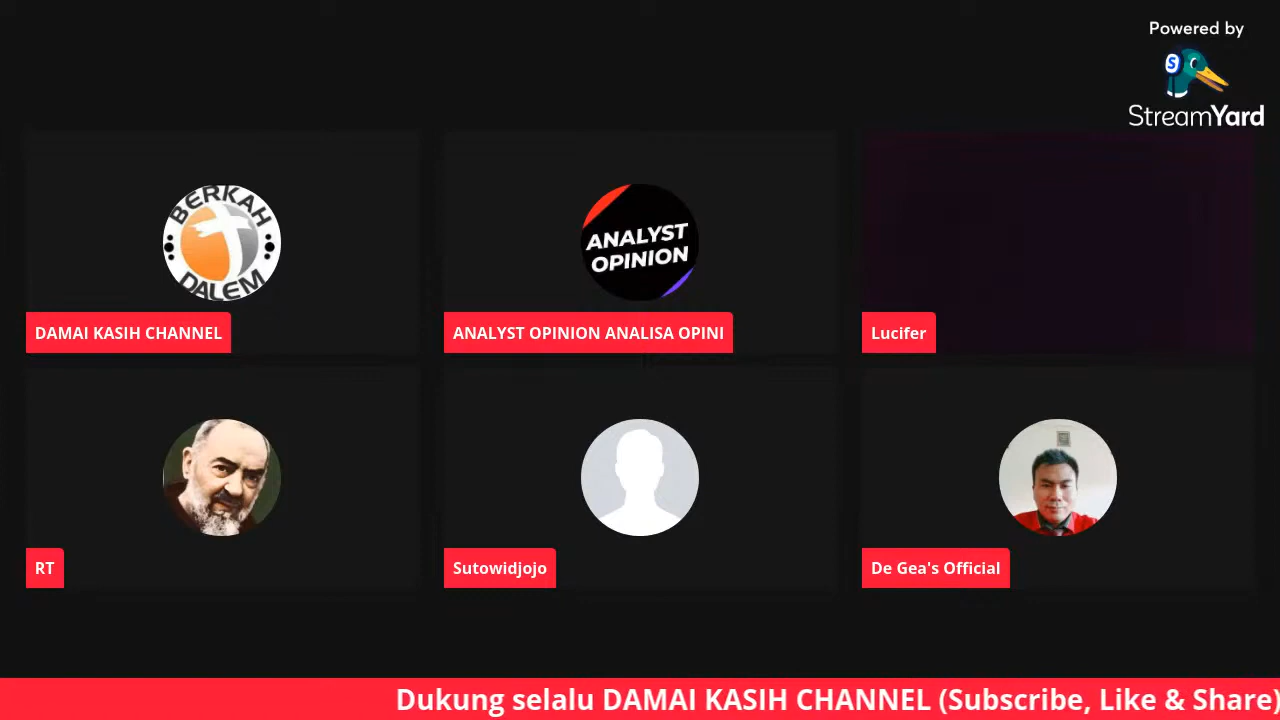 Powered by
S
StreamYard
BERKAH
DALEM
DAMAI KASIH CHANNEL
ANALYST
OPINION
ANALYST OPINION ANALISA OPINI
Lucifer
RT
Sutowidjojo
De Gea's Official
Dukung selalu DAMAI KASIH CHANNEL (Subscribe, Like & Share)